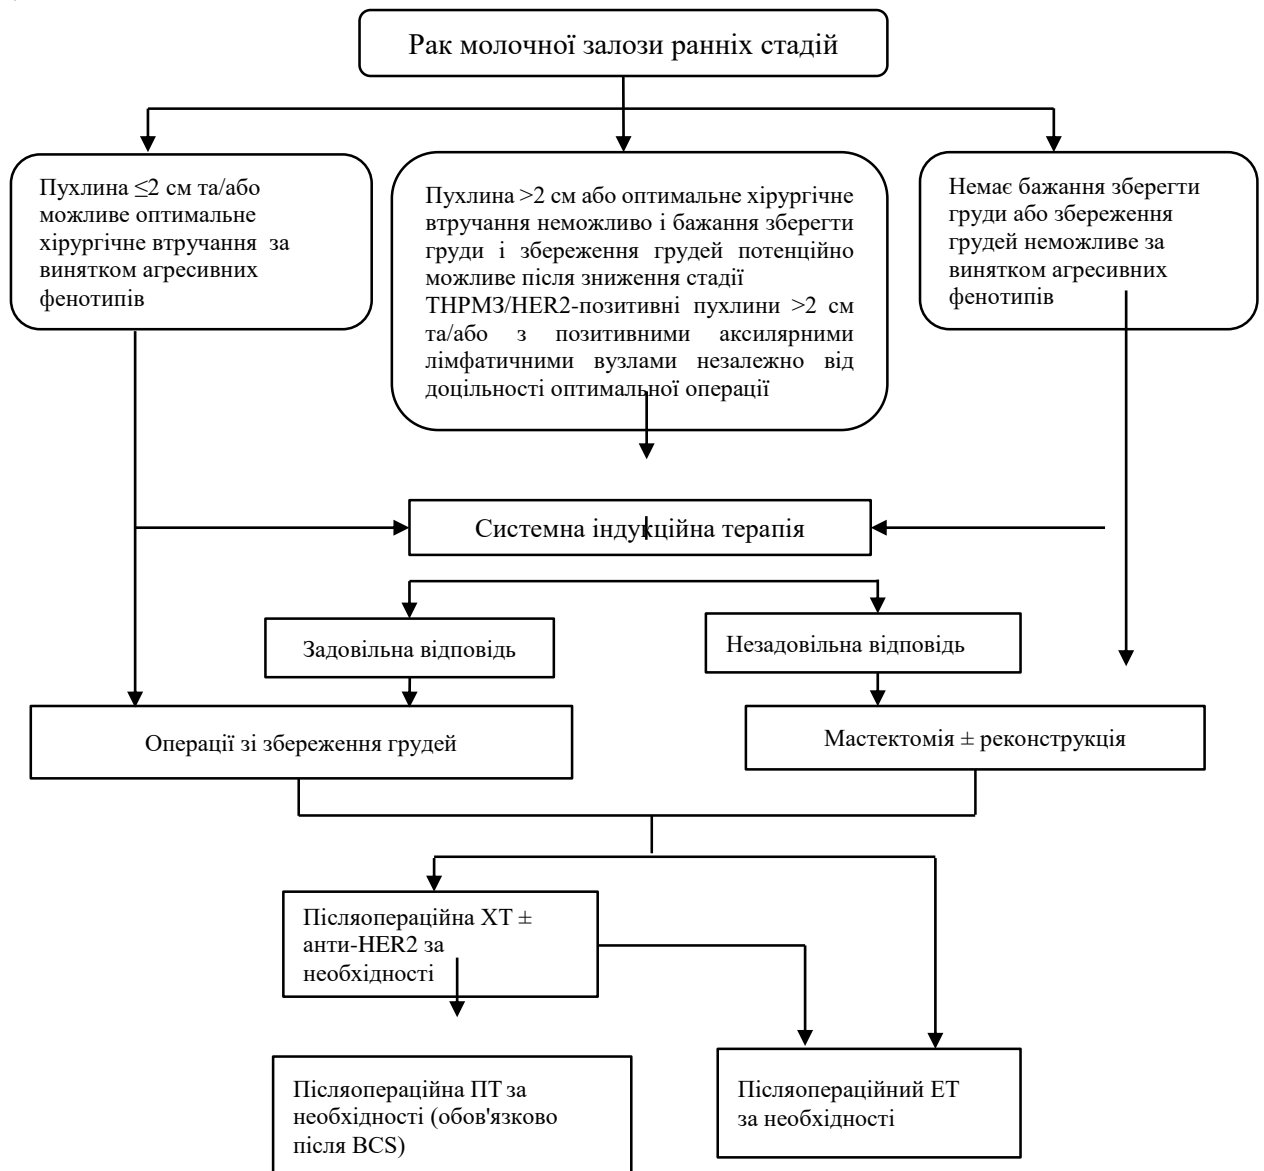 Рак молочної залози ранніх стадій
Пухлина ≤2 см та/або
можливе оптимальне
хірургічне втручання за
винятком агресивних
фенотипів
Пухлина >2 см або оптимальне хірургічне
втручання неможливо і бажання зберегти
груди і збереження грудей потенційно
можливе після зниження стадії
ТНРМЗ/HER2-позитивні пухлини >2 см
та/або з позитивними аксилярними
лімфатичними вузлами незалежно від
доцільності оптимальної операції
Немає бажання зберегти
груди або збереження
грудей неможливе за
винятком агресивних
фенотипів
Системна індукційна терапія
Задовільна відповідь
Незадовільна відповідь
Операції зі збереження грудей
Мастектомія ± реконструкція
Післяопераційна ХТ ±
анти-HER2 за
необхідності
Післяопераційна ПТ за
необхідності (обов'язково
після BCS)
Післяопераційний ЕТ
за необхідності